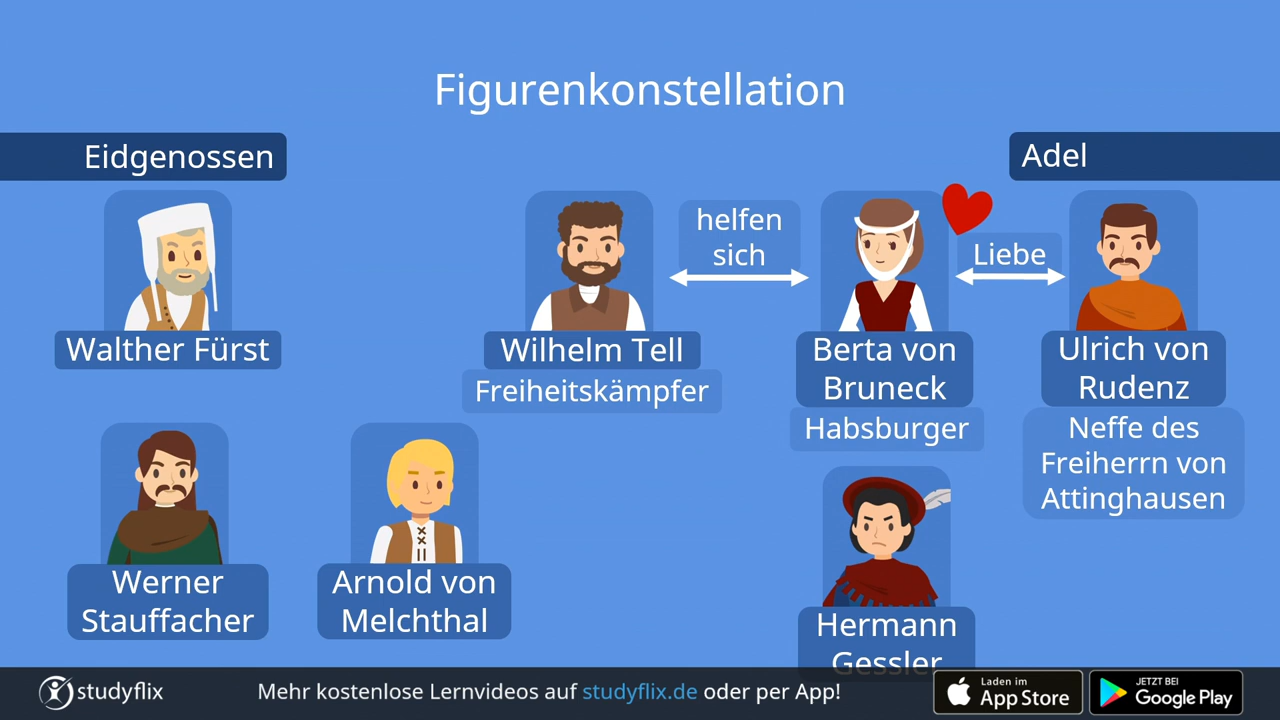 Figurenkonstellation
Eidgenossen
Adel
helfen
sich
Liebe
Walther Fürst
Wilhelm Tell
Freiheitskämpfer
Berta von
Bruneck
Habsburger
Ulrich von
Rudenz
Neffe des
Freiherrn von
Attinghausen
Werner
Stauffacher
Arnold von
Melchthal
Hermann
Gessler
studyflix
Mehr kostenlose Lernvideos auf studyflix.de oder per App!
Laden im
App Store
JETZT BEI
Google Play